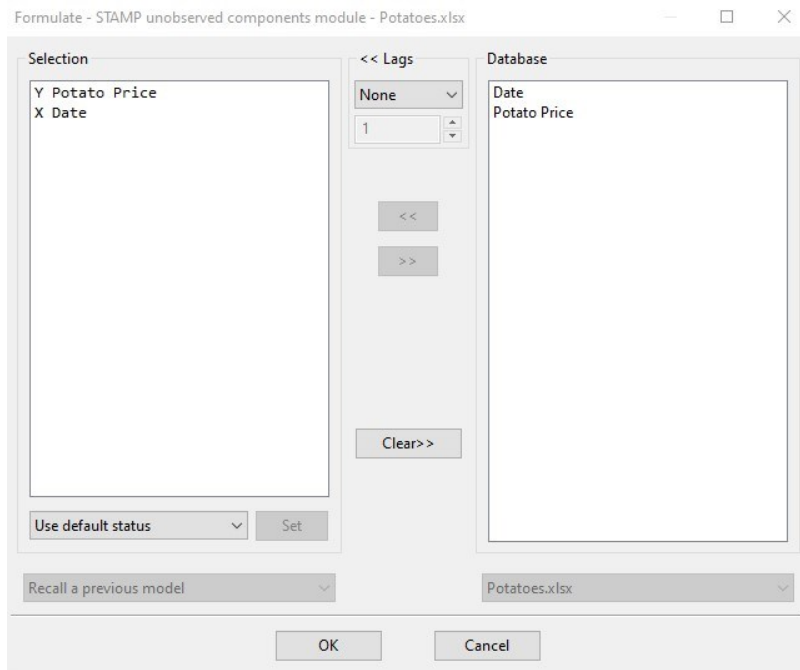 Formulate - STAMP unobserved components module - Potatoes.xlsx
Selection
Y Potato Price
X Date
Use default status
Set
Recall a previous model
<< Lags
None
1
<<
>>
Clear>>
Database
Date
Potato Price
Potatoes.xlsx
OK
Cancel